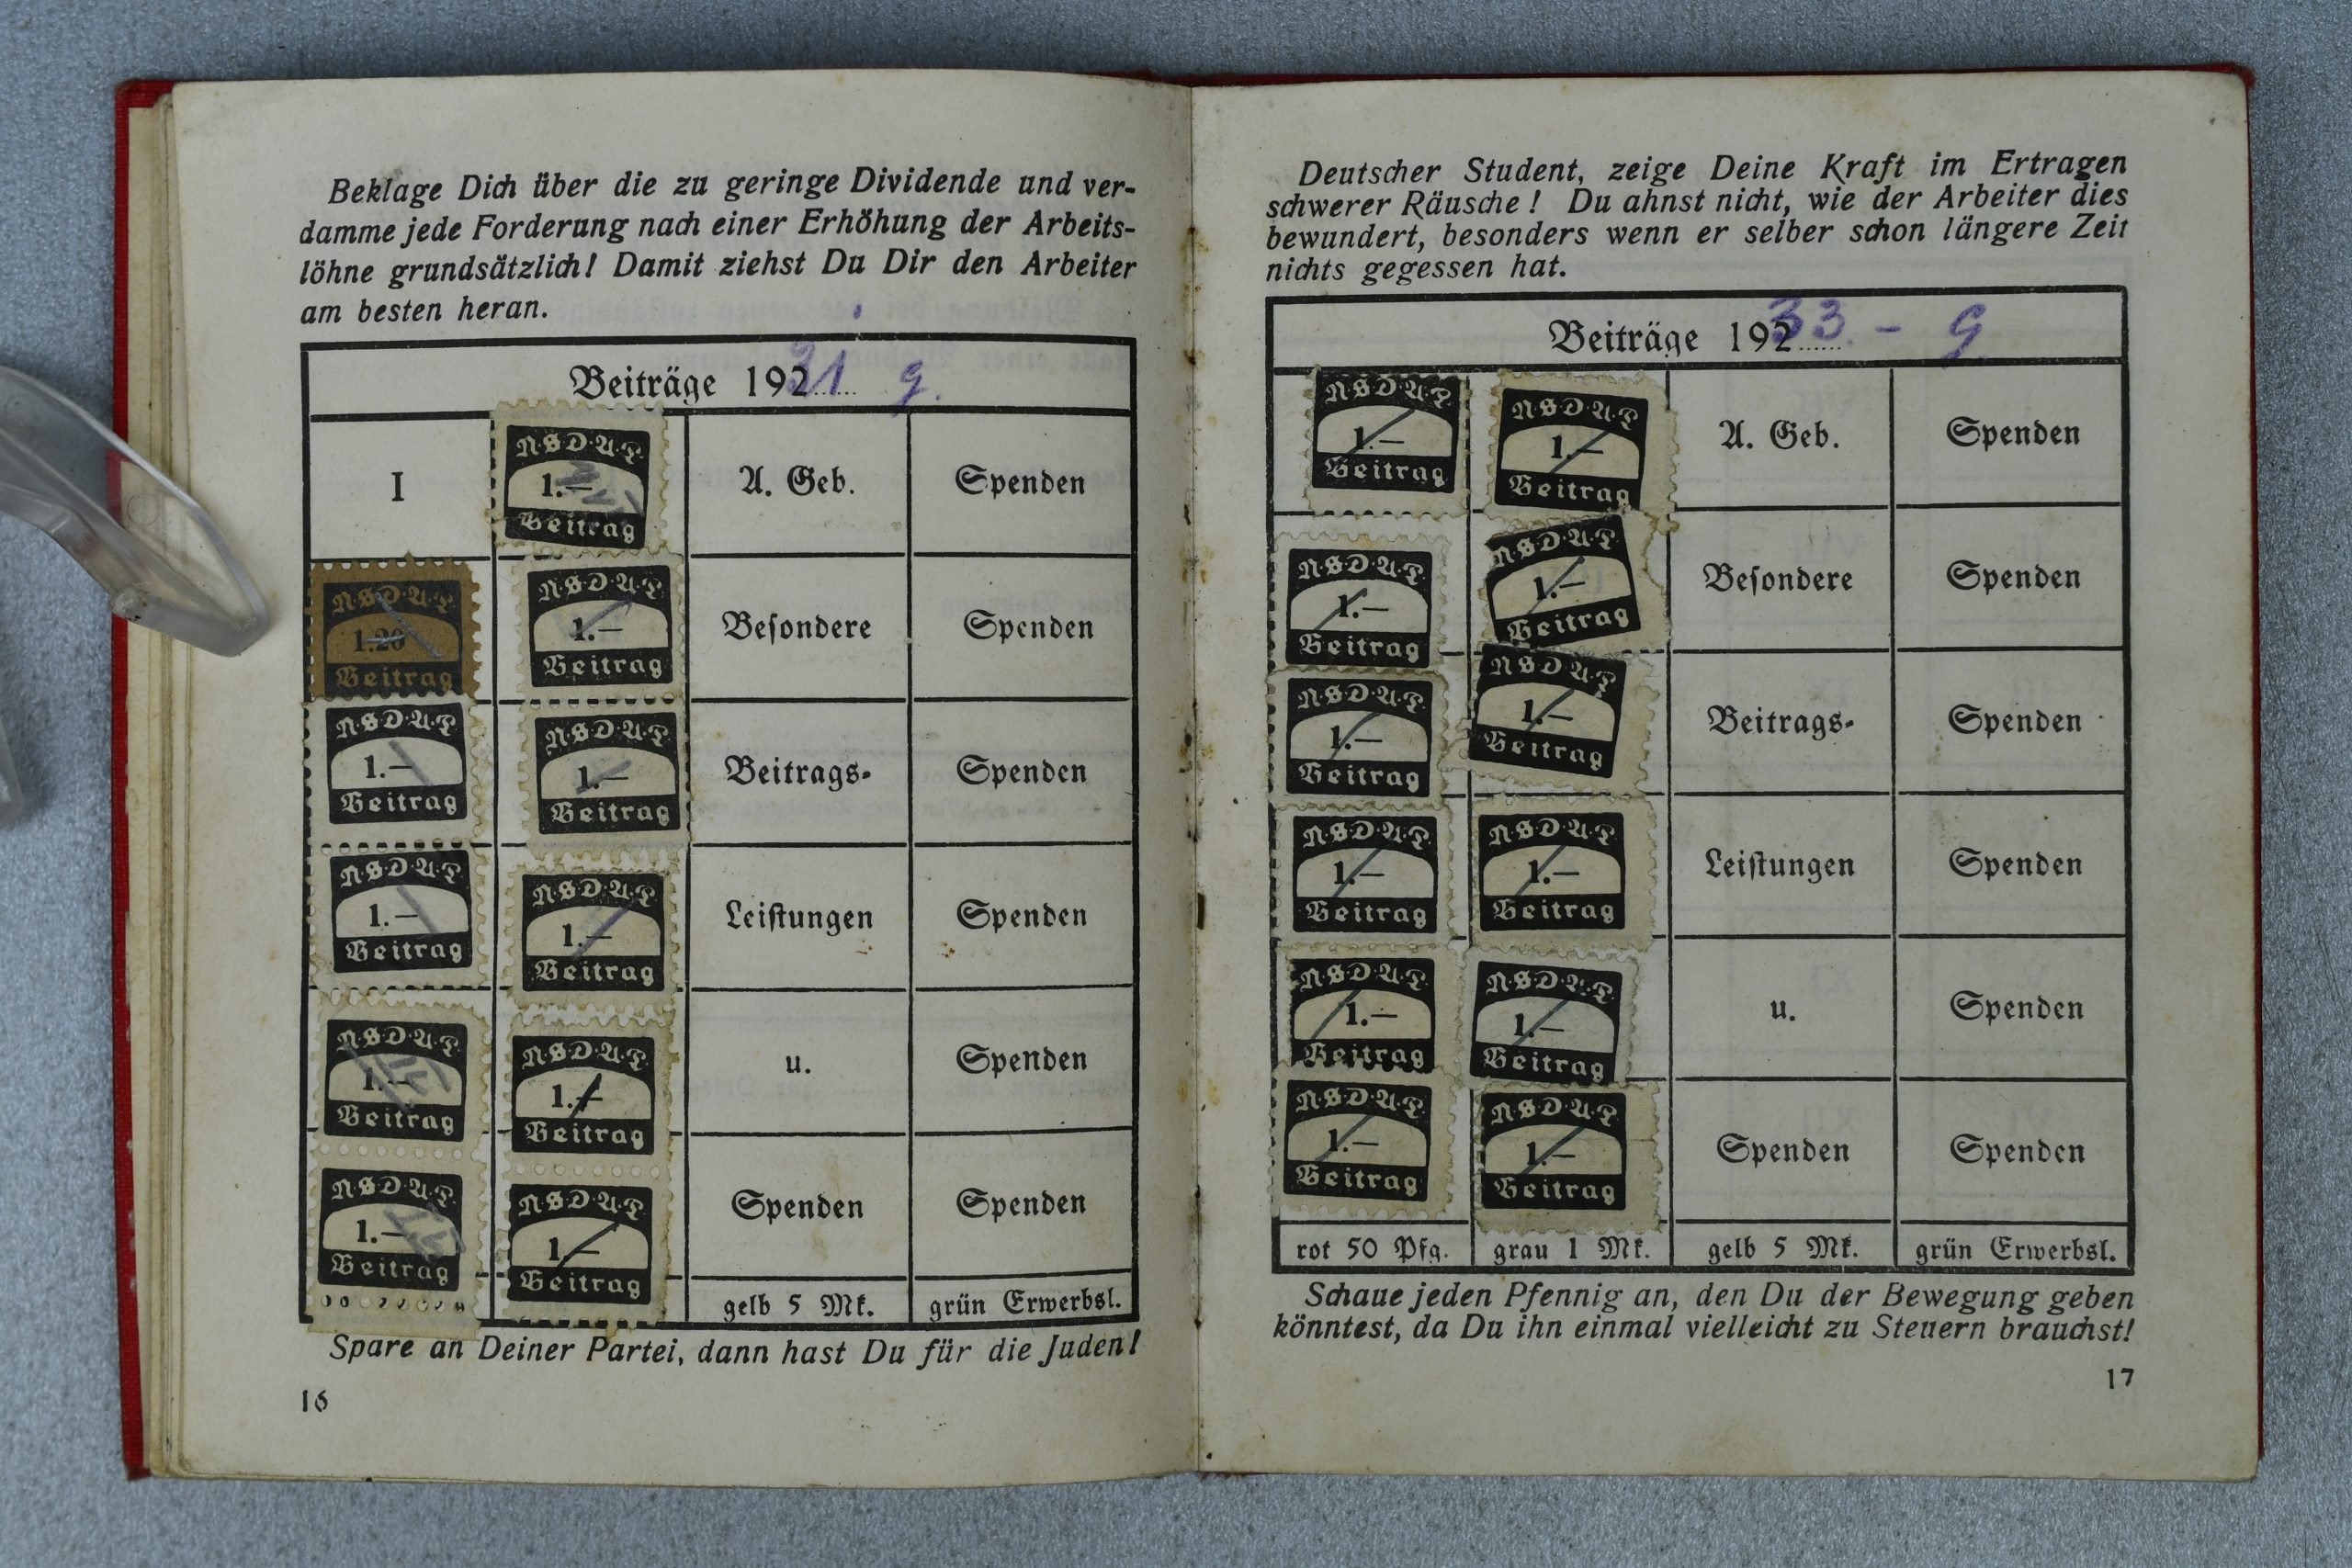 Beklage Dich über die zu geringe Dividende und ver-
damme jede Forderung nach einer Erhöhung der Arbeits-
löhne grundsätzlich! Damit ziehst Du Dir den Arbeiter
am besten heran.
Beiträge 192 31 g.
I
N.S.D.A.P. 1.— Beitrag
A. Geb.
Spenden
N.S.D.A.P. 1.20 Beitrag
N.S.D.A.P. 1.— Beitrag
Besondere
Spenden
N.S.D.A.P. 1.— Beitrag
N.S.D.A.P. 1.— Beitrag
Beitrags-
Spenden
N.S.D.A.P. 1.— Beitrag
N.S.D.A.P. 1.— Beitrag
Leistungen
Spenden
N.S.D.A.P. 1.— Beitrag
N.S.D.A.P. 1.— Beitrag
u.
Spenden
N.S.D.A.P. 1.— Beitrag
N.S.D.A.P. 1.— Beitrag
Spenden
Spenden
gelb 5 Mk.
grün Erwerbsl.
Spare an Deiner Partei, dann hast Du für die Juden!
16
Deutscher Student, zeige Deine Kraft im Ertragen
schwerer Räusche! Du ahnst nicht, wie der Arbeiter dies
bewundert, besonders wenn er selber schon längere Zeit
nichts gegessen hat.
Beiträge 192 33. - g.
N.S.D.A.P. 1.— Beitrag
N.S.D.A.P. 1.— Beitrag
A. Geb.
Spenden
N.S.D.A.P. 1.— Beitrag
N.S.D.A.P. 1.— Beitrag
Besondere
Spenden
N.S.D.A.P. 1.— Beitrag
N.S.D.A.P. 1.— Beitrag
Beitrags-
Spenden
N.S.D.A.P. 1.— Beitrag
N.S.D.A.P. 1.— Beitrag
Leistungen
Spenden
N.S.D.A.P. 1.— Beitrag
N.S.D.A.P. 1.— Beitrag
u.
Spenden
N.S.D.A.P. 1.— Beitrag
N.S.D.A.P. 1.— Beitrag
Spenden
Spenden
rot 50 Pfg.
grau 1 Mk.
gelb 5 Mk.
grün Erwerbsl.
Schaue jeden Pfennig an, den Du der Bewegung geben
könntest, da Du ihn einmal vielleicht zu Steuern brauchst!
17